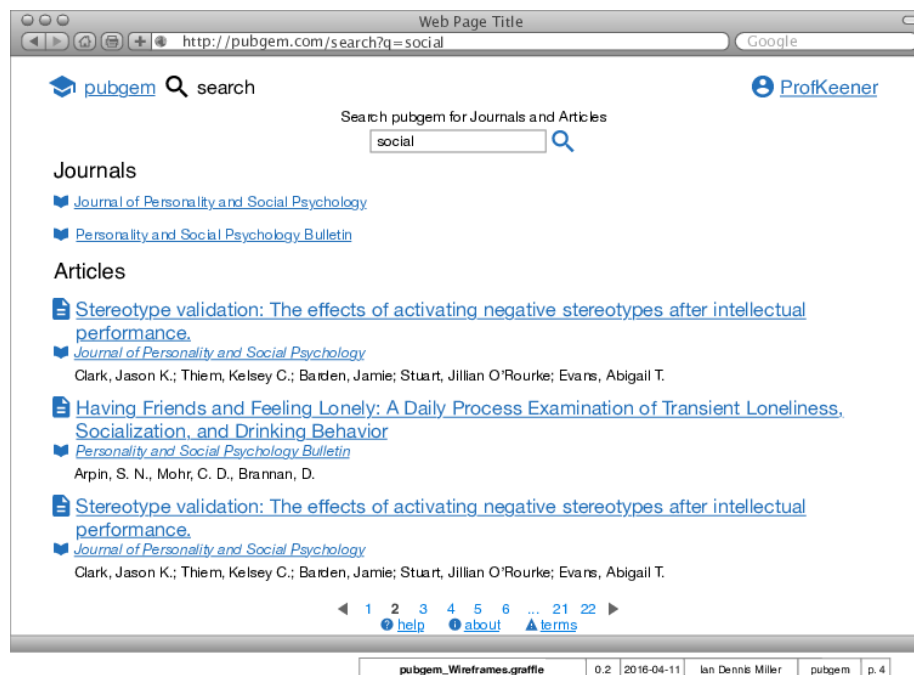 Web Page Title
http://pubgem.com/search?q=social
Google
pubgem search
ProfKeener
Search pubgem for Journals and Articles
social
Journals
Journal of Personality and Social Psychology
Personality and Social Psychology Bulletin
Articles
Stereotype validation: The effects of activating negative stereotypes after intellectual
performance.
Journal of Personality and Social Psychology
Clark, Jason K.; Thiem, Kelsey C.; Barden, Jamie; Stuart, Jillian O'Rourke; Evans, Abigail T.
Having Friends and Feeling Lonely: A Daily Process Examination of Transient Loneliness,
Socialization, and Drinking Behavior
Personality and Social Psychology Bulletin
Arpin, S. N., Mohr, C. D., Brannan, D.
Stereotype validation: The effects of activating negative stereotypes after intellectual
performance.
Journal of Personality and Social Psychology
Clark, Jason K.; Thiem, Kelsey C.; Barden, Jamie; Stuart, Jillian O'Rourke; Evans, Abigail T.
1 2 3 4 5 6 ... 21 22
help about terms
pubgem_Wireframes.graffle 0.2 2016-04-11 Ian Dennis Miller pubgem p. 4